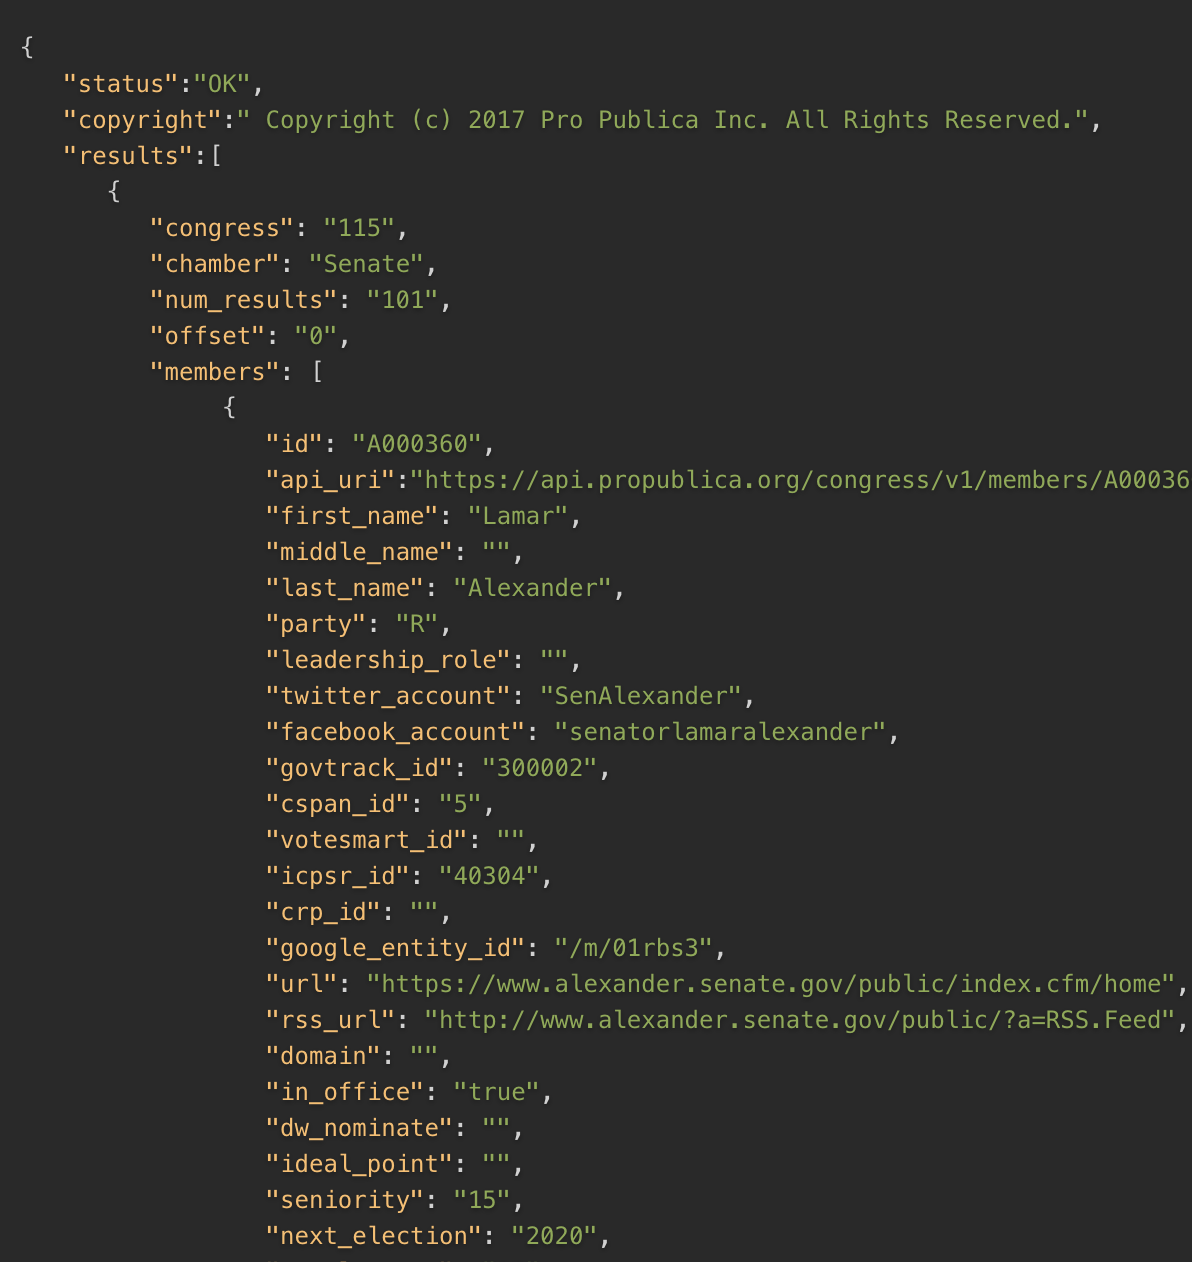 {
"status":"OK",
"copyright":" Copyright (c) 2017 Pro Publica Inc. All Rights Reserved.",
"results":[
{
"congress": "115",
"chamber": "Senate",
"num_results": "101",
"offset": "0",
"members": [
{
"id": "A000360",
"api_uri":"https://api.propublica.org/congress/v1/members/A00036
"first_name": "Lamar",
"middle_name": "",
"last_name": "Alexander",
"party": "R",
"leadership_role": "",
"twitter_account": "SenAlexander",
"facebook_account": "senatorlamaralexander",
"govtrack_id": "300002",
"cspan_id": "5",
"votesmart_id": "",
"icpsr_id": "40304",
"crp_id": "",
"google_entity_id": "/m/01rbs3",
"url": "https://www.alexander.senate.gov/public/index.cfm/home",
"rss_url": "http://www.alexander.senate.gov/public/?a=RSS.Feed",
"domain": "",
"in_office": "true",
"dw_nominate": "",
"ideal_point": "",
"seniority": "15",
"next_election": "2020",